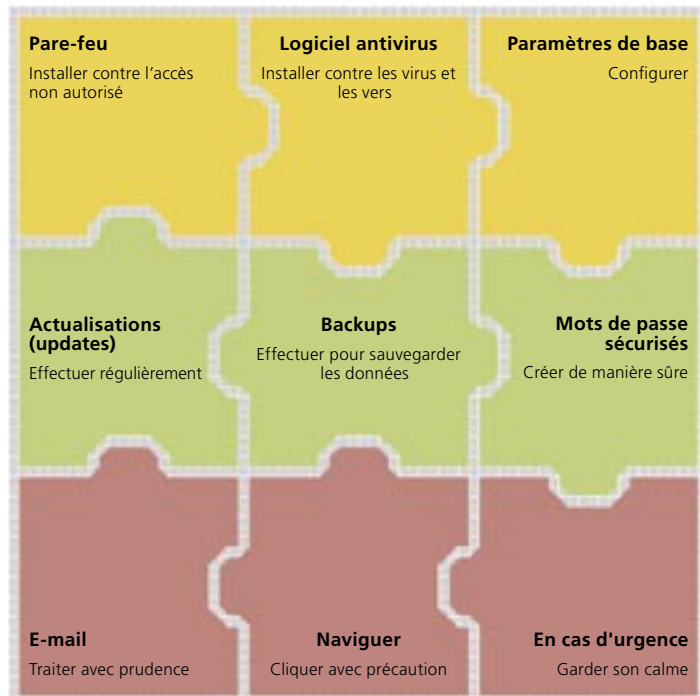 Pare-feu
Installer contre l'accès
non autorisé
Logiciel antivirus
Installer contre les virus et
les vers
Paramètres de base
Configurer
Actualisations
(updates)
Effectuer régulièrement
Backups
Effectuer pour sauvegarder
les données
Mots de passe
sécurisés
Créer de manière sûre
E-mail
Traiter avec prudence
Naviguer
Cliquer avec précaution
En cas d'urgence
Garder son calme